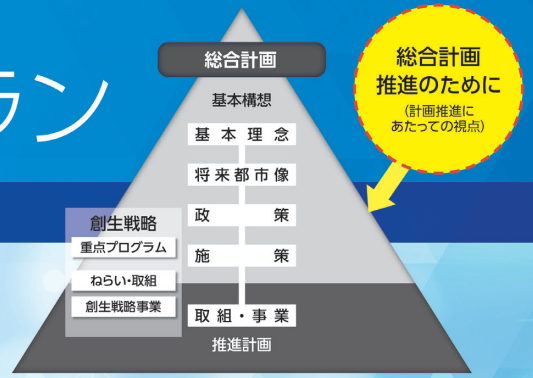 ラン
総合計画
基本構想
基本理念
将来都市像
政策
施策
取組・事業
推進計画
創生戦略
重点プログラム
ねらい・取組
創生戦略事業
総合計画
推進のために
(計画推進に
あたっての視点)